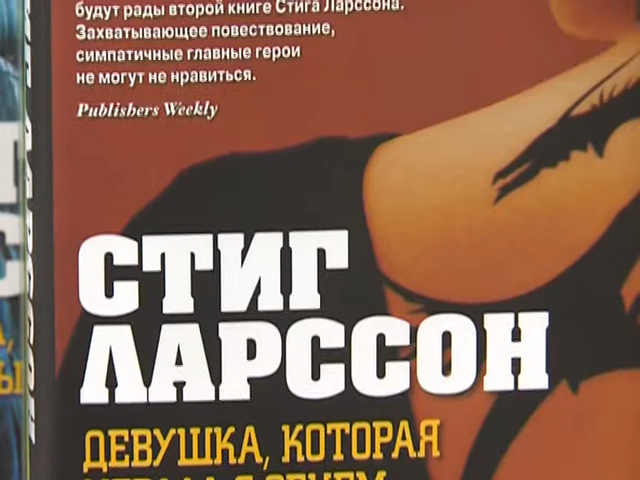 будут рады второй книге Стига Ларссона.
Захватывающее повествование,
симпатичные главные герои
не могут не нравиться.
Publishers Weekly
СТИГ
ЛАРССОН
ДЕВУШКА, КОТОРАЯ